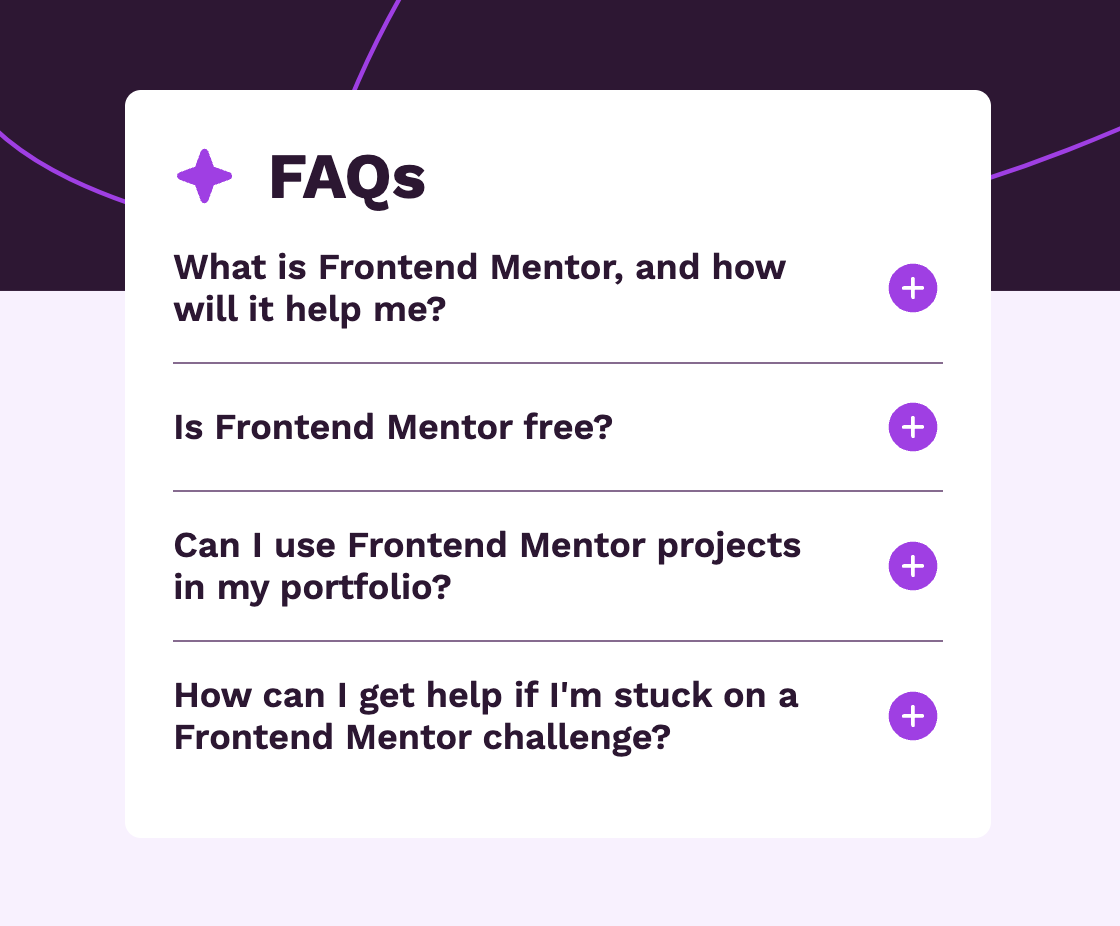 FAQs
What is Frontend Mentor, and how
will it help me?
Is Frontend Mentor free?
Can I use Frontend Mentor projects
in my portfolio?
How can I get help if I'm stuck on a
Frontend Mentor challenge?